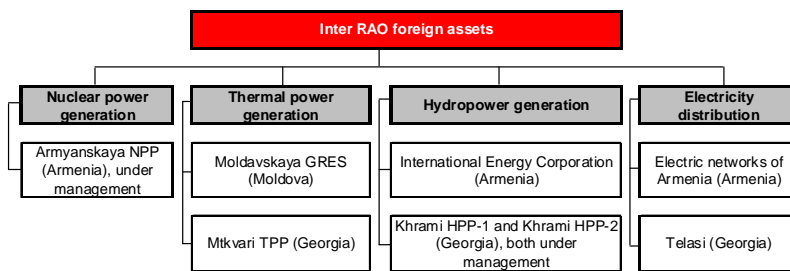 Inter RAO foreign assets
Nuclear power
generation
Thermal power
generation
Hydropower generation
Electricity
distribution
Armyanskaya NPP
(Armenia), under
management
Moldavskaya GRES
(Moldova)
International Energy Corporation
(Armenia)
Electric networks of
Armenia (Armenia)
Mtkvari TPP (Georgia)
Khrami HPP-1 and Khrami HPP-2
(Georgia), both under
management
Telasi (Georgia)